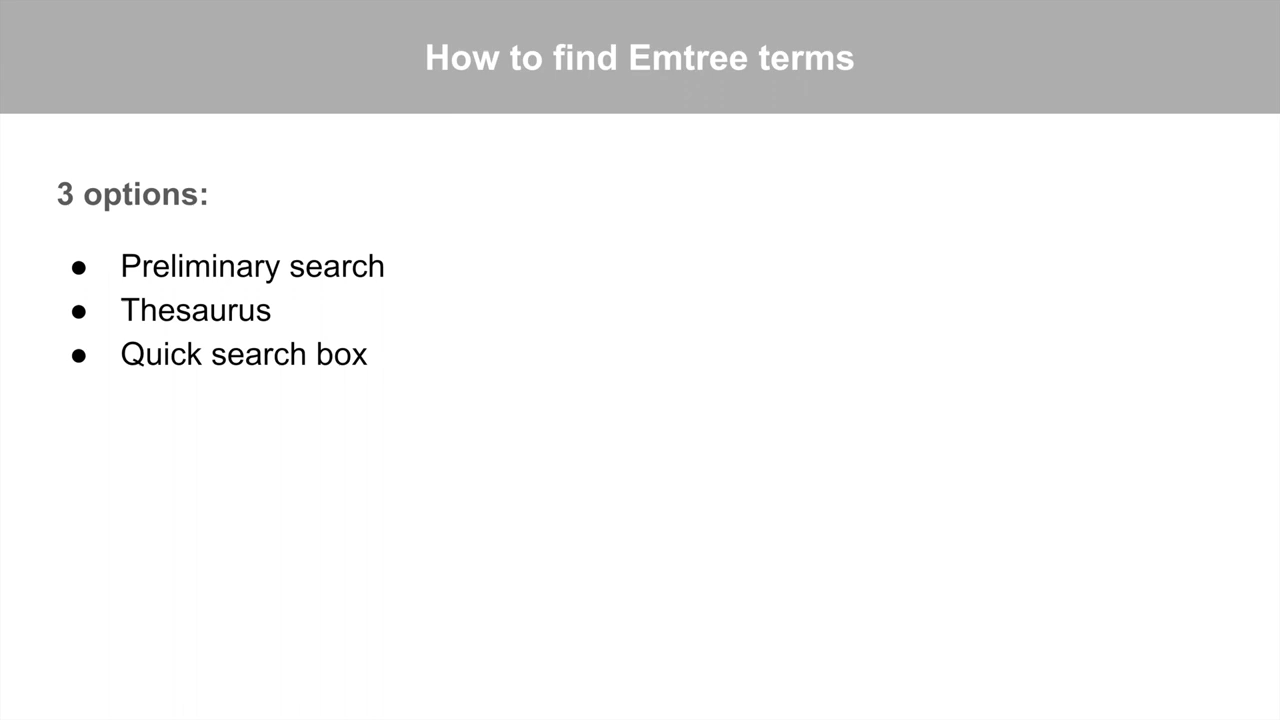 How to find Emtree terms
3 options:
● Preliminary search
● Thesaurus
● Quick search box